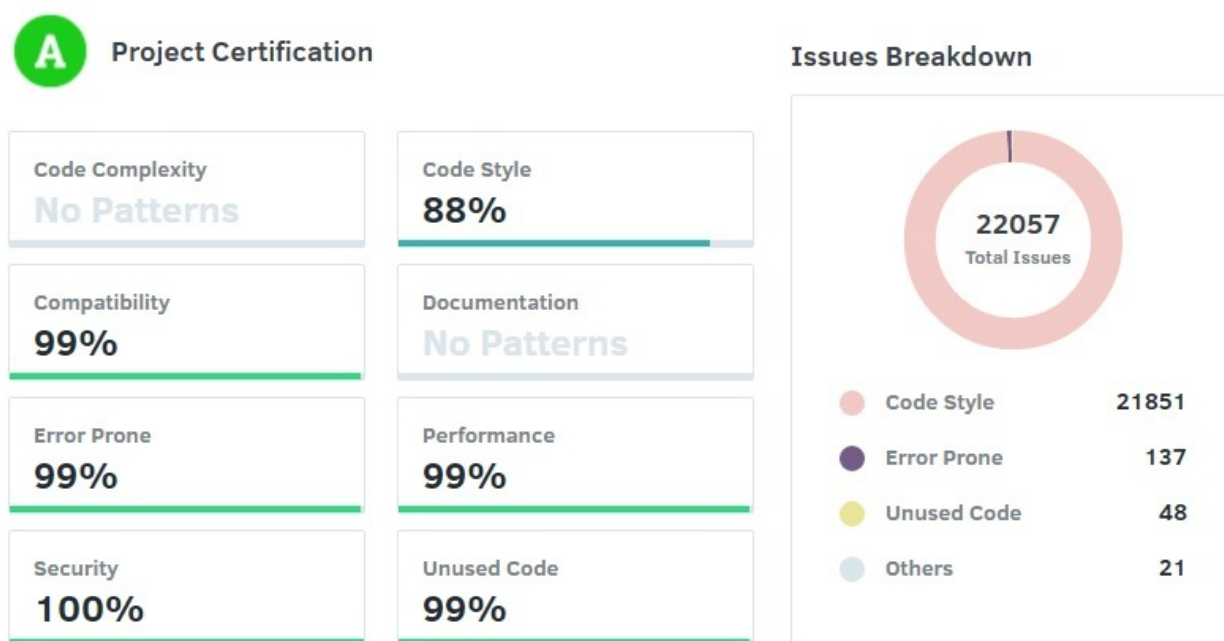 A
Project Certification
Code Complexity
No Patterns
Code Style
88%
Compatibility
99%
Documentation
No Patterns
Error Prone
99%
Performance
99%
Security
100%
Unused Code
99%
Issues Breakdown
22057
Total Issues
Code Style 21851
Error Prone 137
Unused Code 48
Others 21